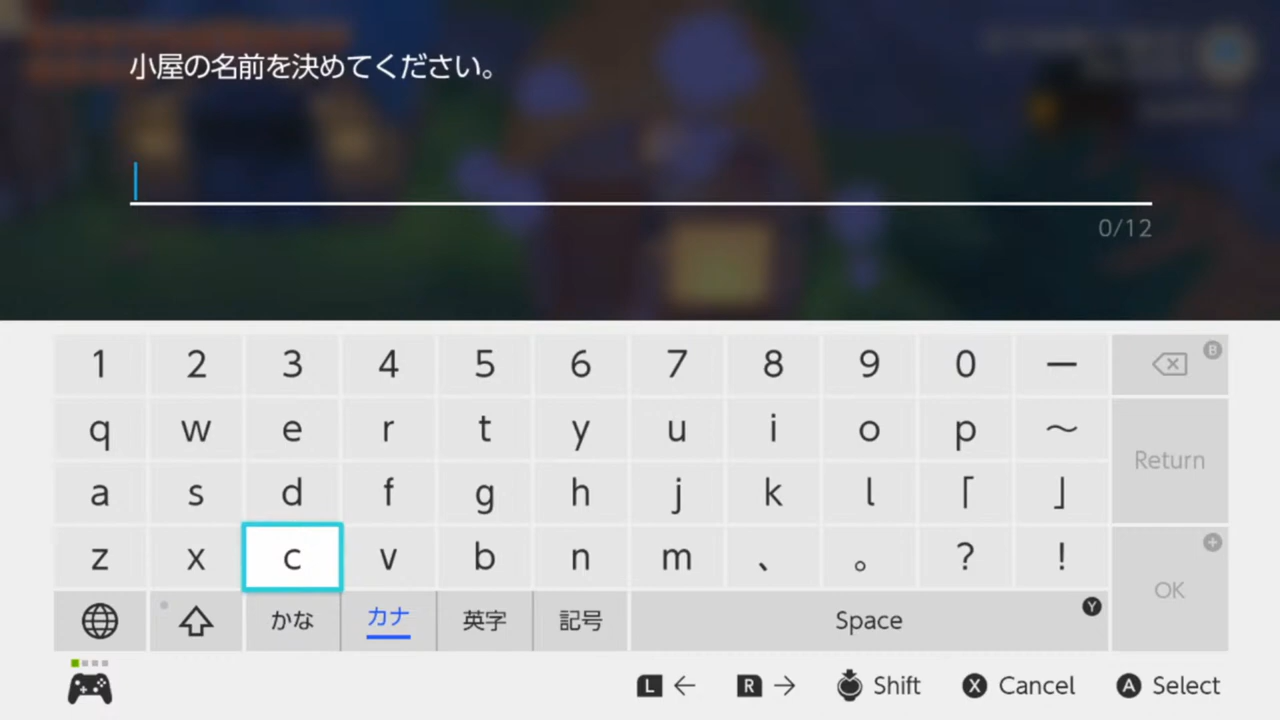 小屋の名前を決めてください。
0/12
1 2 3 4 5 6 7 8 9 0 ー B
q w e r t y u i o p ～
Return
a s d f g h j k l 「 」
z x c v b n m 、 。 ? ! +
OK
かな カナ 英字 記号 Space Y
L ← R → Shift X Cancel A Select